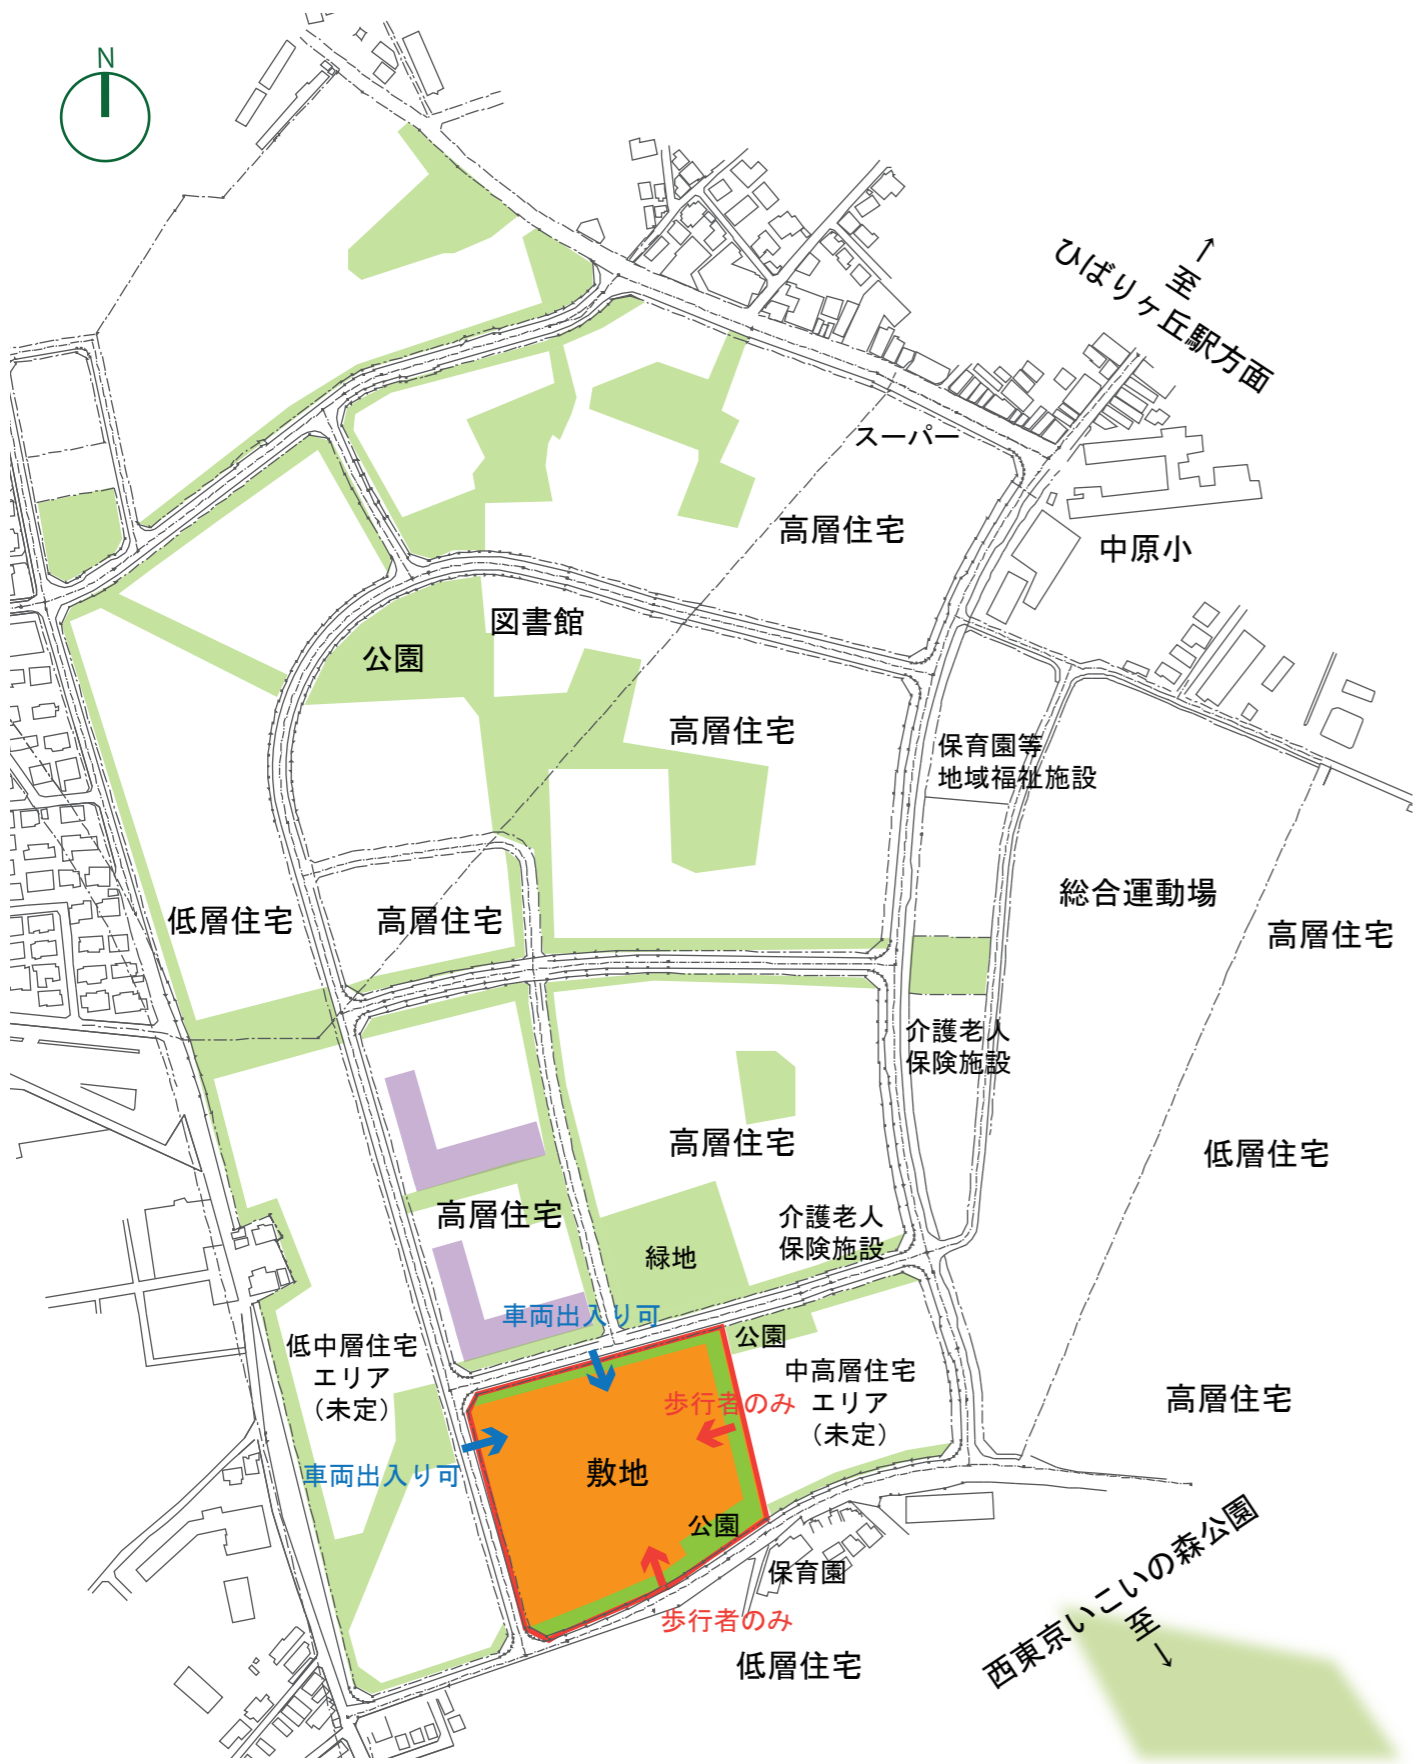 N
↑
至
ひばりヶ丘駅方面
スーパー
高層住宅
中原小
図書館
公園
高層住宅
保育園等
地域福祉施設
総合運動場
低層住宅
高層住宅
高層住宅
介護老人
保険施設
高層住宅
低層住宅
高層住宅
介護老人
保険施設
緑地
車両出入り可
公園
低中層住宅
エリア
（未定）
中高層住宅
エリア
（未定）
歩行者のみ
高層住宅
車両出入り可
敷地
公園
保育園
歩行者のみ
低層住宅
西東京いこいの森公園
至
↓